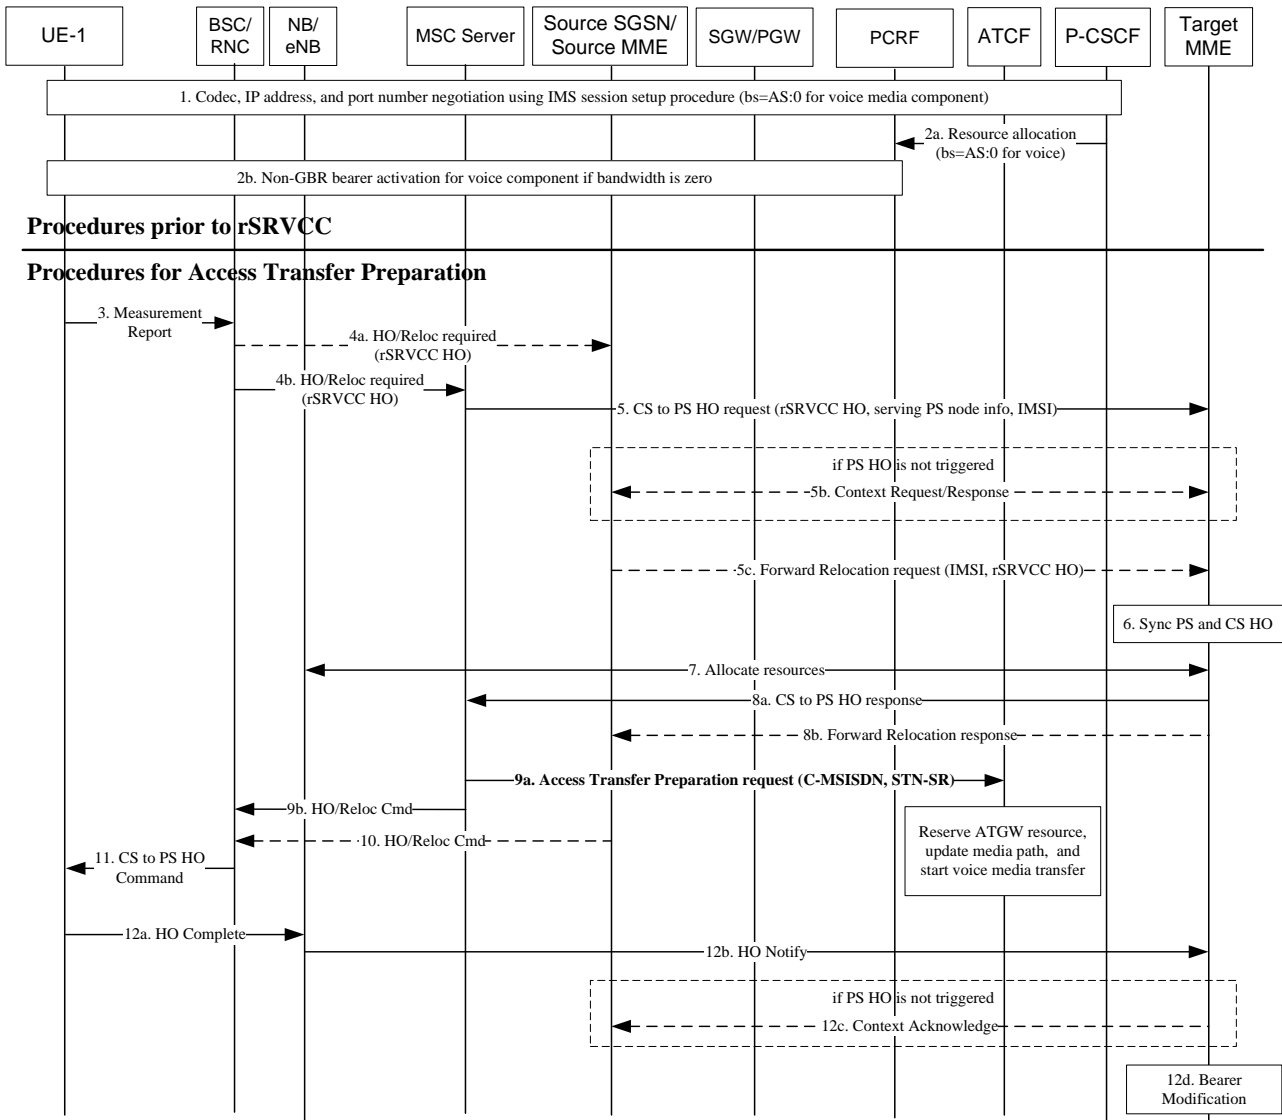 UE-1
BSC/
RNC
NB/
eNB
MSC Server
Source SGSN/
Source MME
SGW/PGW
PCRF
ATCF
P-CSCF
Target
MME
1. Codec, IP address, and port number negotiation using IMS session setup procedure (bs=AS:0 for voice media component)
2a. Resource allocation
(bs=AS:0 for voice)
2b. Non-GBR bearer activation for voice component if bandwidth is zero
Procedures prior to rSRVCC
Procedures for Access Transfer Preparation
3. Measurement
Report
4a. HO/Reloc required
(rSRVCC HO)
4b. HO/Reloc required
(rSRVCC HO)
5. CS to PS HO request (rSRVCC HO, serving PS node info, IMSI)
if PS HO is not triggered
5b. Context Request/Response
5c. Forward Relocation request (IMSI, rSRVCC HO)
6. Sync PS and CS HO
7. Allocate resources
8a. CS to PS HO response
8b. Forward Relocation response
9a. Access Transfer Preparation request (C-MSISDN, STN-SR)
9b. HO/Reloc Cmd
Reserve ATGW resource,
update media path, and
start voice media transfer
10. HO/Reloc Cmd
11. CS to PS HO
Command
12a. HO Complete
12b. HO Notify
if PS HO is not triggered
12c. Context Acknowledge
12d. Bearer
Modification